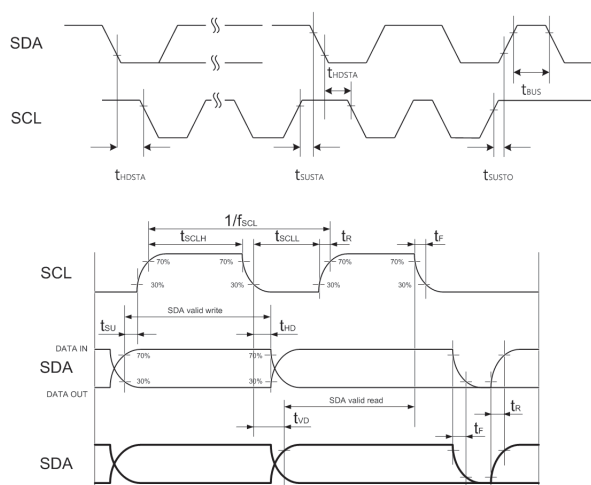 SDA
tHDSTA
tBUS
SCL
tHDSTA
tSUSTA
tSUSTO
1/fSCL
tSCLH
tSCLL
tR
tF
70%
70%
70%
70%
SCL
30%
30%
30%
30%
SDA valid write
tSU
tHD
DATA IN
70%
70%
SDA
30%
30%
DATA OUT
SDA valid read
tR
tVD
tF
SDA